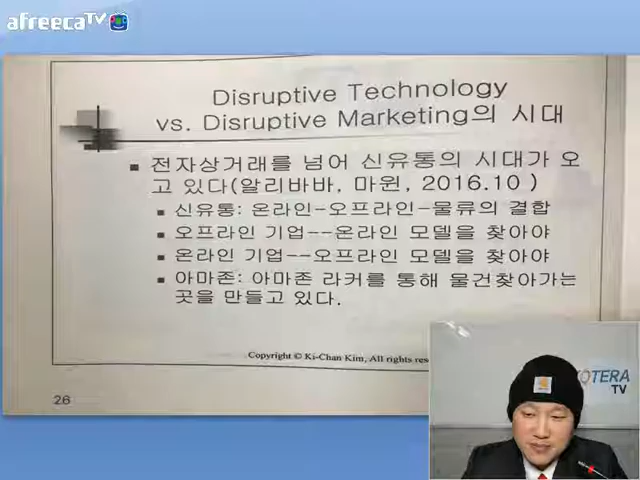 afreecaTV
Disruptive Technology
vs. Disruptive Marketing의 시대
전자상거래를 넘어 신유통의 시대가 오
고 있다(알리바바, 마윈, 2016.10 )
신유통: 온라인-오프라인-물류의 결합
오프라인 기업--온라인 모델을 찾아야
온라인 기업--오프라인 모델을 찾아야
아마존: 아마존 라커를 통해 물건찾아가는
곳을 만들고 있다.
Copyright © Ki-Chan Kim, All rights
26
TV